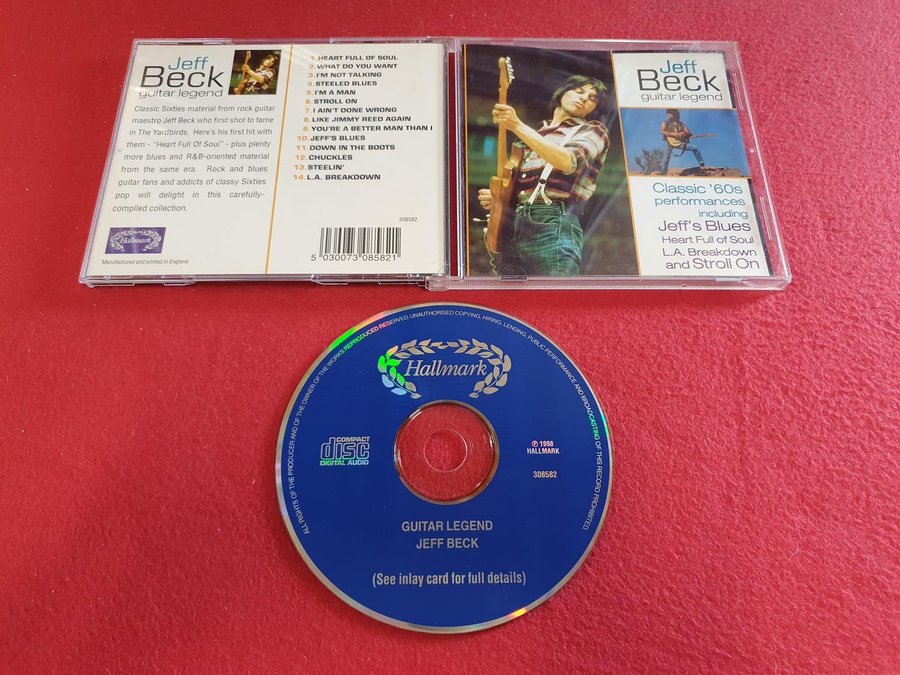 Jeff
Beck
guitar legend
Classic Sixties material from rock guitar
maestro Jeff Beck who first shot to fame
in The Yardbirds. Here's his first hit with
them - "Heart Full Of Soul" - plus plenty
more blues and R&B-oriented material
from the same era. Rock and blues
guitar fans and addicts of classy Sixties
pop will delight in this carefully-
compiled collection.
Hallmark
Manufactured and printed in England
1.HEART FULL OF SOUL
2.WHAT DO YOU WANT
3.I'M NOT TALKING
4.STEELED BLUES
5.I'M A MAN
6.STROLL ON
7.I AIN'T DONE WRONG
8.LIKE JIMMY REED AGAIN
9.YOU'RE A BETTER MAN THAN I
10.JEFF'S BLUES
11.DOWN IN THE BOOTS
12.CHUCKLES
13.STEELIN'
14.L.A. BREAKDOWN
308582
5 030073 085821
Jeff
Beck
guitar legend
Classic '60s
performances
including
Jeff's Blues
Heart Full of Soul
L.A. Breakdown
and Stroll On
ALL RIGHTS OF THE PRODUCER AND OF THE OWNER OF THE WORKS REPRODUCED RESERVED. UNAUTHORISED COPYING, HIRING, LENDING, PUBLIC PERFORMANCE AND BROADCASTING OF THIS RECORD PROHIBITED.
Hallmark
COMPACT
disc
DIGITAL AUDIO
℗ 1998
HALLMARK
308582
GUITAR LEGEND
JEFF BECK
(See inlay card for full details)